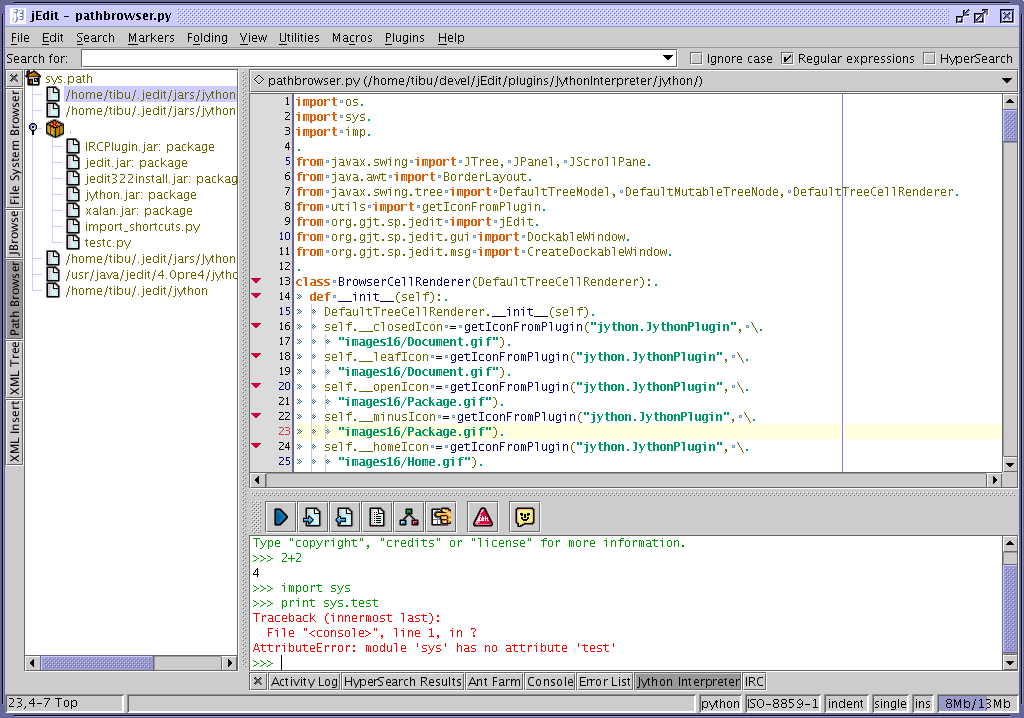 jEdit - pathbrowser.py
File Edit Search Markers Folding View Utilities Macros Plugins Help
Search for: Ignore case Regular expressions HyperSearch
File System Browser
JBrowse
Path Browser
XML Tree
XML Insert
sys.path
/home/tibu/.jedit/jars/jython
/home/tibu/.jedit/jars/jython
.
IRCPlugin.jar: package
jedit.jar: package
jedit322install.jar: packag
jython.jar: package
xalan.jar: package
import_shortcuts.py
testc.py
/home/tibu/.jedit/jars/Jython
/usr/java/jedit/4.0pre4/jytho
/home/tibu/.jedit/jython
pathbrowser.py (/home/tibu/devel/jEdit/plugins/JythonInterpreter/jython/)
1 import os.
2 import sys.
3 import imp.
4 .
5 from javax.swing import JTree, JPanel, JScrollPane.
6 from java.awt import BorderLayout.
7 from javax.swing.tree import DefaultTreeModel, DefaultMutableTreeNode, DefaultTreeCellRenderer.
8 from utils import getIconFromPlugin.
9 from org.gjt.sp.jedit import jEdit.
10 from org.gjt.sp.jedit.gui import DockableWindow.
11 from org.gjt.sp.jedit.msg import CreateDockableWindow.
12 .
13 class BrowserCellRenderer(DefaultTreeCellRenderer):.
14 » def __init__(self):.
15 » » DefaultTreeCellRenderer.__init__(self).
16 » » self.__closedIcon = getIconFromPlugin("jython.JythonPlugin", \.
17 » » » "images16/Document.gif").
18 » » self.__leafIcon = getIconFromPlugin("jython.JythonPlugin", \.
19 » » » "images16/Document.gif").
20 » » self.__openIcon = getIconFromPlugin("jython.JythonPlugin", \.
21 » » » "images16/Package.gif").
22 » » self.__minusIcon = getIconFromPlugin("jython.JythonPlugin", \.
23 » » » "images16/Package.gif").
24 » » self.__homeIcon = getIconFromPlugin("jython.JythonPlugin", \.
25 » » » "images16/Home.gif").
Type "copyright", "credits" or "license" for more information.
>>> 2+2
4
>>> import sys
>>> print sys.test
Traceback (innermost last):
File "<console>", line 1, in ?
AttributeError: module 'sys' has no attribute 'test'
>>>
Activity Log HyperSearch Results Ant Farm Console Error List Jython Interpreter IRC
23,4-7 Top python ISO-8859-1 indent single ins 8Mb/13Mb